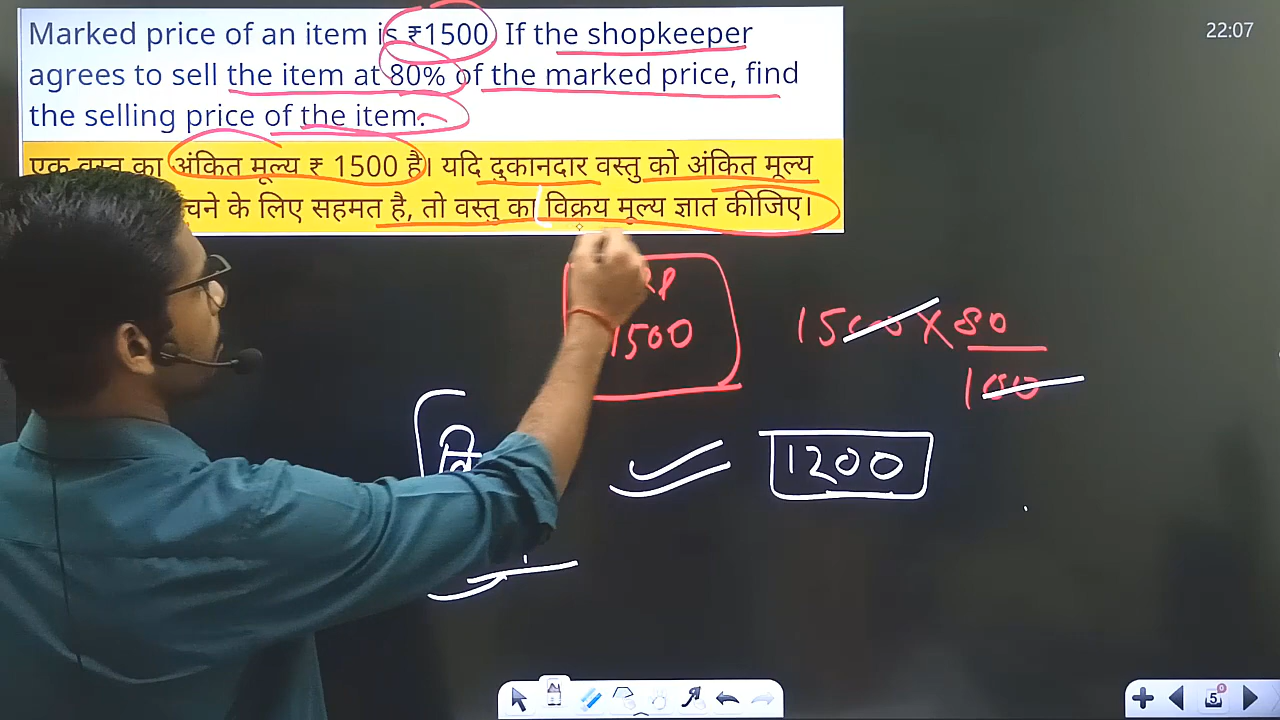 Marked price of an item is ₹1500 If the shopkeeper
agrees to sell the item at 80% of the marked price, find
the selling price of the item.
एक वस्तु का अंकित मूल्य ₹ 1500 है। यदि दुकानदार वस्तु को अंकित मूल्य
के लिए सहमत है, तो वस्तु का विक्रय मूल्य ज्ञात कीजिए।
22:07
1500
1500 × 80
100
वि
1200
5